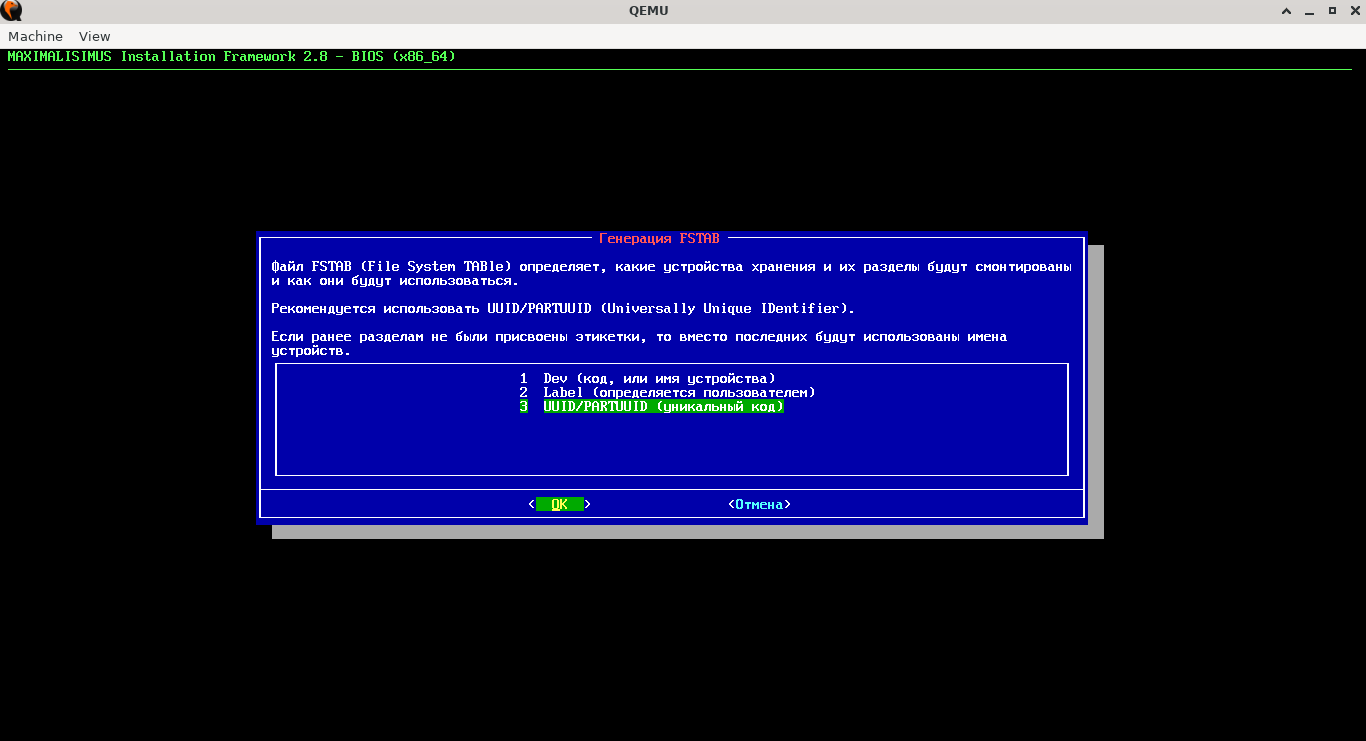 QEMU
Machine View
MAXIMALISIMUS Installation Framework 2.8 - BIOS (x86_64)
Генерация FSTAB
Файл FSTAB (File System TABle) определяет, какие устройства хранения и их разделы будут смонтированы
и как они будут использоваться.
Рекомендуется использовать UUID/PARTUUID (Universally Unique IDentifier).
Если ранее разделам не были присвоены этикетки, то вместо последних будут использованы имена
устройств.
1 Dev (код, или имя устройства)
2 Label (определяется пользователем)
3 UUID/PARTUUID (уникальный код)
< OK > <Отмена>